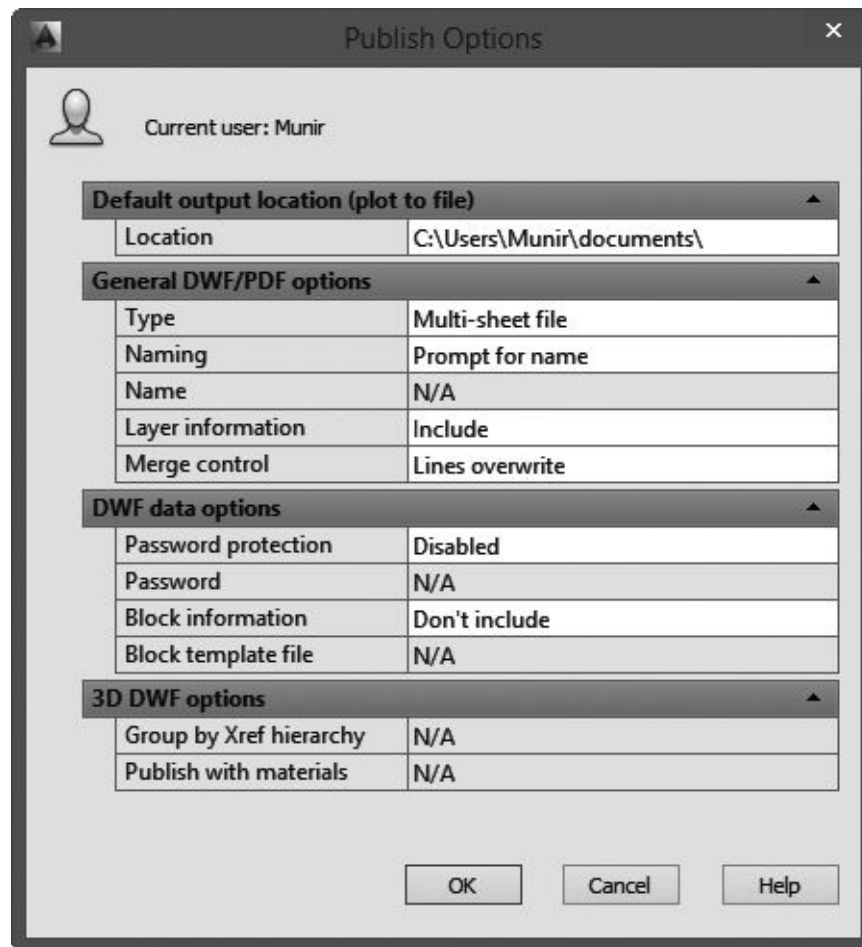 Publish Options
Current user: Munir
Default output location (plot to file)
Location C:\Users\Munir\documents\
General DWF/PDF options
Type Multi-sheet file
Naming Prompt for name
Name N/A
Layer information Include
Merge control Lines overwrite
DWF data options
Password protection Disabled
Password N/A
Block information Don't include
Block template file N/A
3D DWF options
Group by Xref hierarchy N/A
Publish with materials N/A
OK Cancel Help